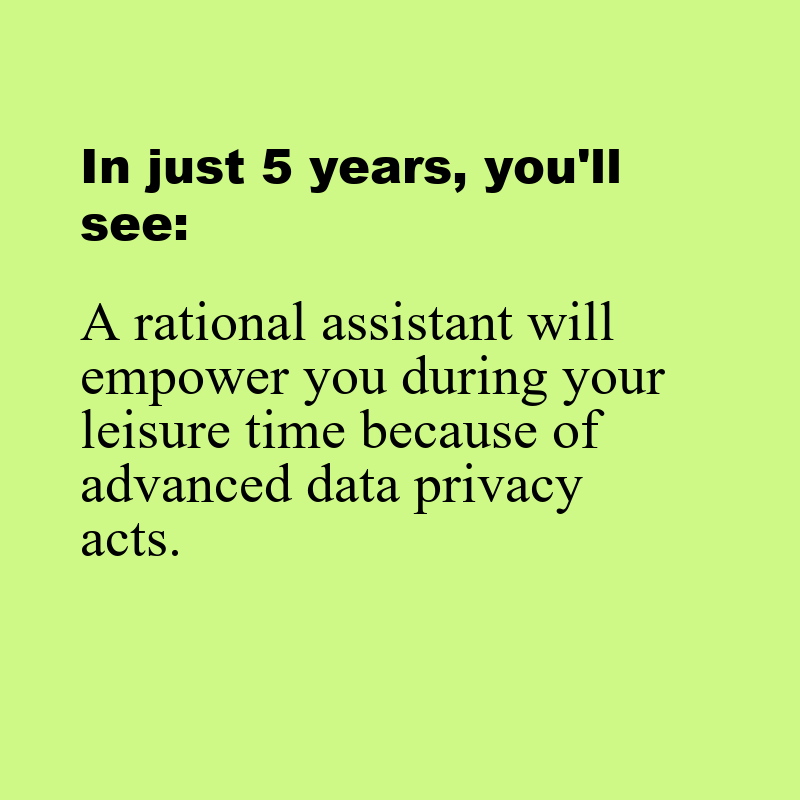 In just 5 years, you'll
see:
A rational assistant will
empower you during your
leisure time because of
advanced data privacy
acts.